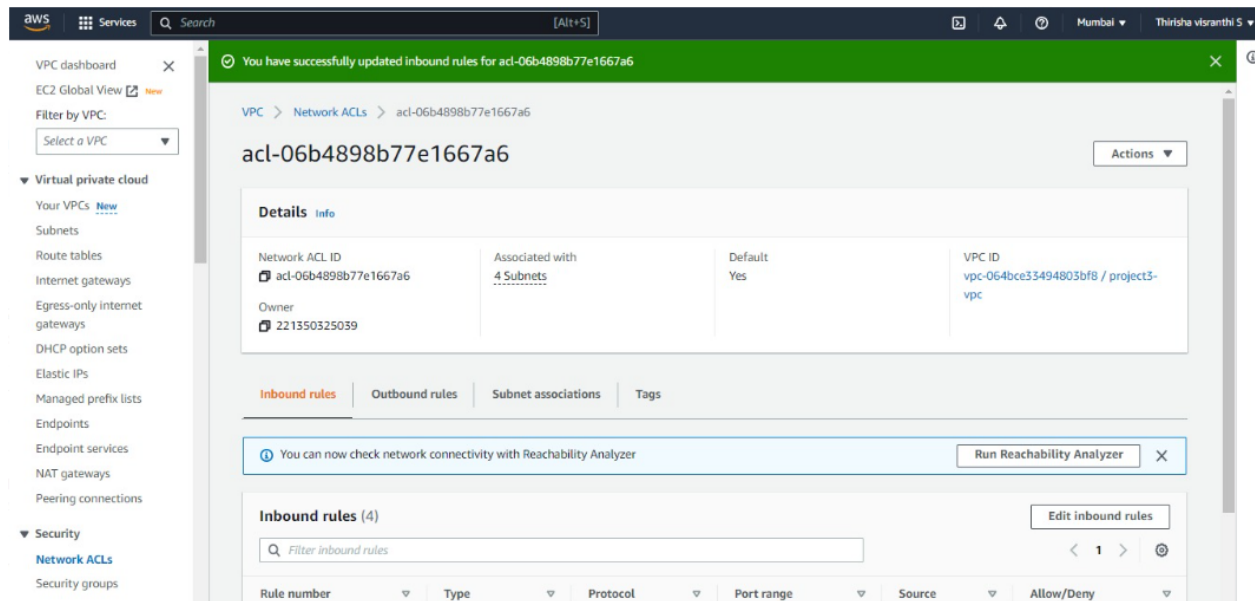 aws Services Search [Alt+S] Mumbai Thirisha visranthi S
VPC dashboard
EC2 Global View New
Filter by VPC:
Select a VPC
Virtual private cloud
Your VPCs New
Subnets
Route tables
Internet gateways
Egress-only internet
gateways
DHCP option sets
Elastic IPs
Managed prefix lists
Endpoints
Endpoint services
NAT gateways
Peering connections
Security
Network ACLs
Security groups
You have successfully updated inbound rules for acl-06b4898b77e1667a6
VPC > Network ACLs > acl-06b4898b77e1667a6
acl-06b4898b77e1667a6
Actions
Details Info
Network ACL ID
acl-06b4898b77e1667a6
Owner
221350325039
Associated with
4 Subnets
Default
Yes
VPC ID
vpc-064bce33494803bf8 / project3-
vpc
Inbound rules Outbound rules Subnet associations Tags
You can now check network connectivity with Reachability Analyzer Run Reachability Analyzer
Inbound rules (4) Edit inbound rules
Filter inbound rules < 1 >
Rule number Type Protocol Port range Source Allow/Deny